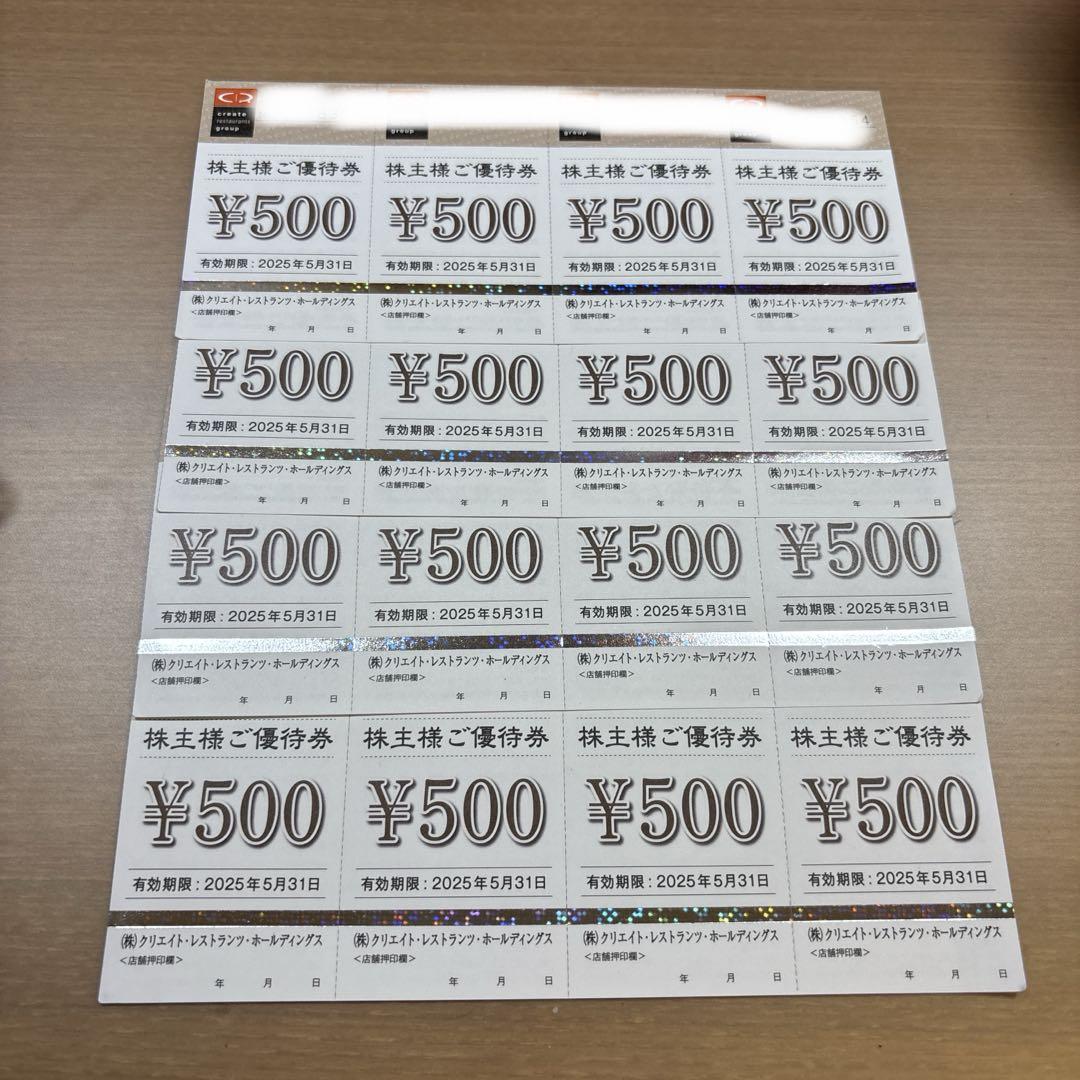 create restaurants group group group
株主様ご優待券 株主様ご優待券 株主様ご優待券 株主様ご優待券
¥500 ¥500 ¥500 ¥500
有効期限:2025年5月31日 有効期限:2025年5月31日 有効期限:2025年5月31日 有効期限:2025年5月31日
(株)クリエイト・レストランツ・ホールディングス (株)クリエイト・レストランツ・ホールディングス (株)クリエイト・レストランツ・ホールディングス (株)クリエイト・レストランツ・ホールディングス
<店舗押印欄> <店舗押印欄> <店舗押印欄> <店舗押印欄>
年 月 日 年 月 日 年 月 日 年 月 日
¥500 ¥500 ¥500 ¥500
有効期限:2025年5月31日 有効期限:2025年5月31日 有効期限:2025年5月31日 有効期限:2025年5月31日
(株)クリエイト・レストランツ・ホールディングス (株)クリエイト・レストランツ・ホールディングス (株)クリエイト・レストランツ・ホールディングス (株)クリエイト・レストランツ・ホールディングス
<店舗押印欄> <店舗押印欄> <店舗押印欄> <店舗押印欄>
年 月 日 年 月 日 年 月 日 年 月 日
¥500 ¥500 ¥500 ¥500
有効期限:2025年5月31日 有効期限:2025年5月31日 有効期限:2025年5月31日 有効期限:2025年5月31日
(株)クリエイト・レストランツ・ホールディングス (株)クリエイト・レストランツ・ホールディングス (株)クリエイト・レストランツ・ホールディングス (株)クリエイト・レストランツ・ホールディングス
<店舗押印欄> <店舗押印欄> <店舗押印欄> <店舗押印欄>
年 月 日 年 月 日 年 月 日 年 月 日
株主様ご優待券 株主様ご優待券 株主様ご優待券 株主様ご優待券
¥500 ¥500 ¥500 ¥500
有効期限:2025年5月31日 有効期限:2025年5月31日 有効期限:2025年5月31日 有効期限:2025年5月31日
(株)クリエイト・レストランツ・ホールディングス (株)クリエイト・レストランツ・ホールディングス (株)クリエイト・レストランツ・ホールディングス (株)クリエイト・レストランツ・ホールディングス
<店舗押印欄> <店舗押印欄> <店舗押印欄> <店舗押印欄>
年 月 日 年 月 日 年 月 日 年 月 日